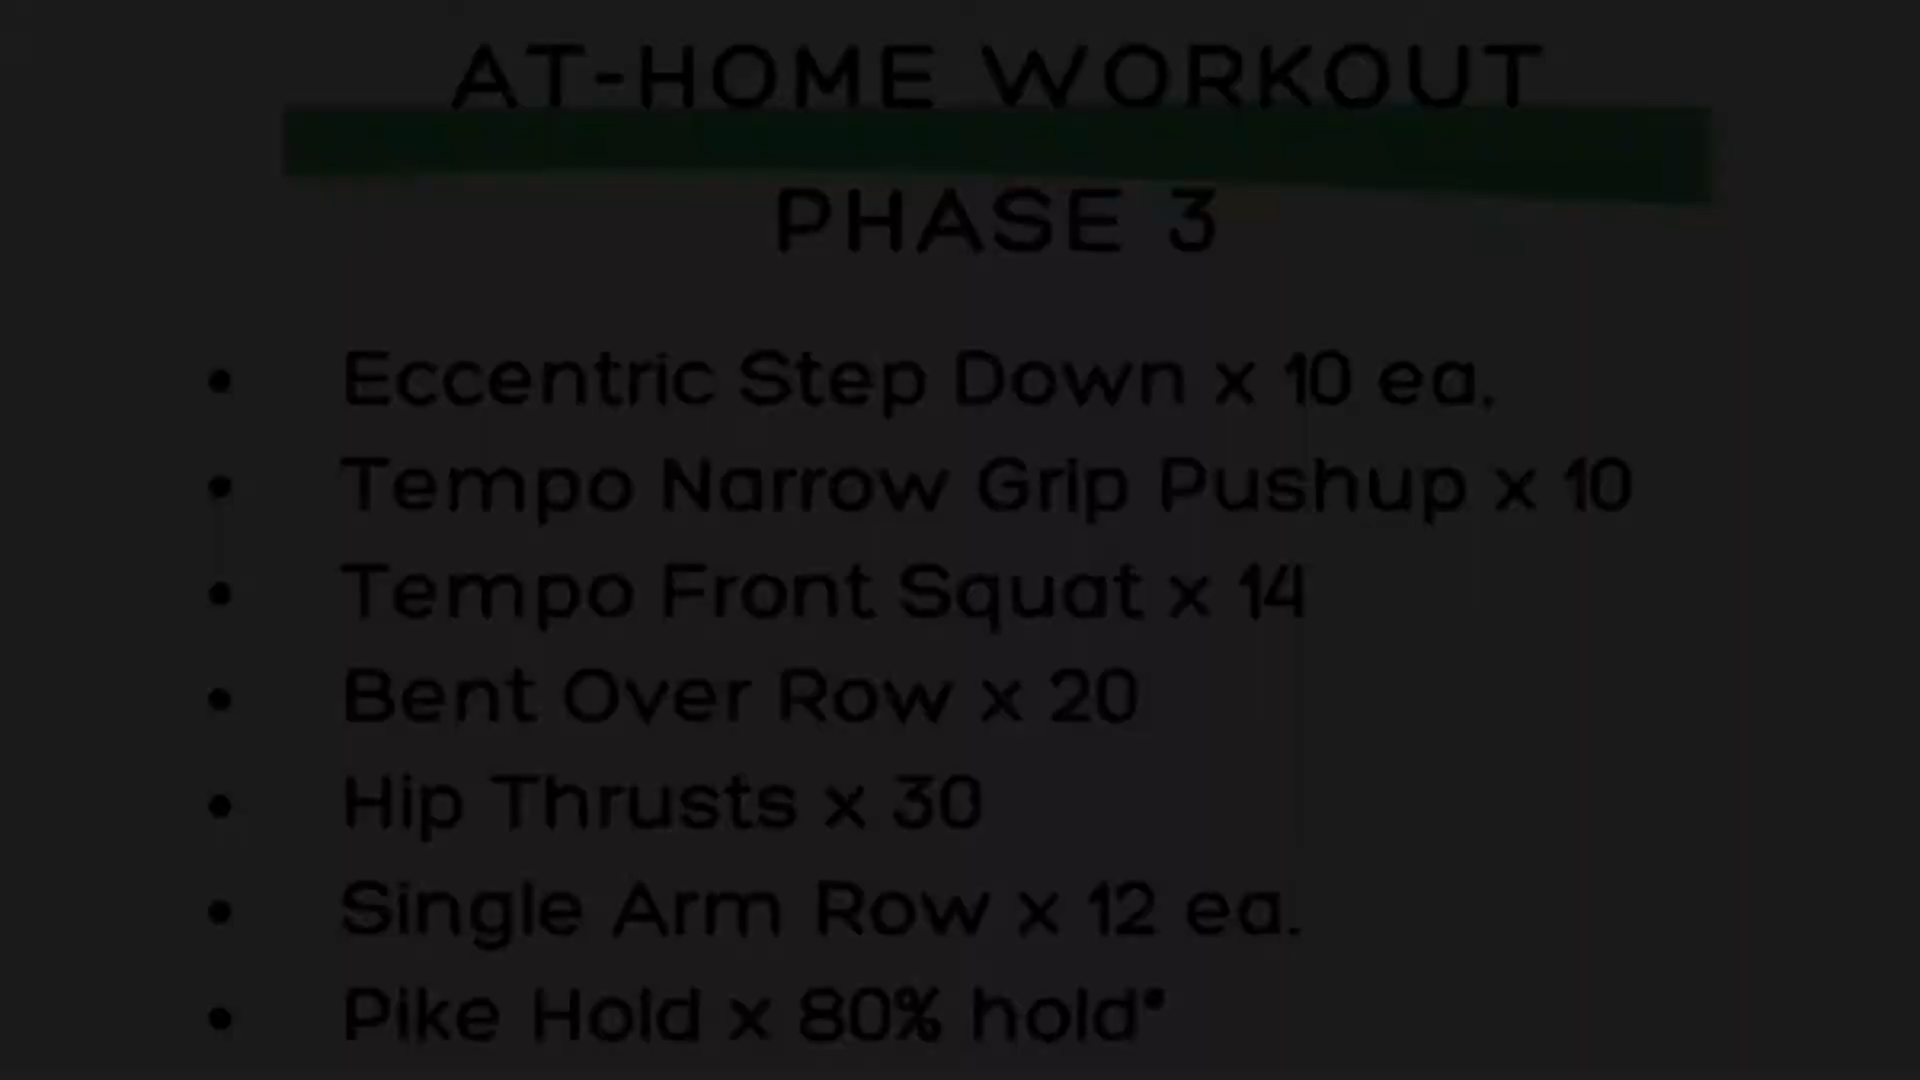 AT-HOME WORKOUT
PHASE 3
• Eccentric Step Down x 10 ea.
• Tempo Narrow Grip Pushup x 10
• Tempo Front Squat x 14
• Bent Over Row x 20
• Hip Thrusts x 30
• Single Arm Row x 12 ea.
• Pike Hold x 80% hold*